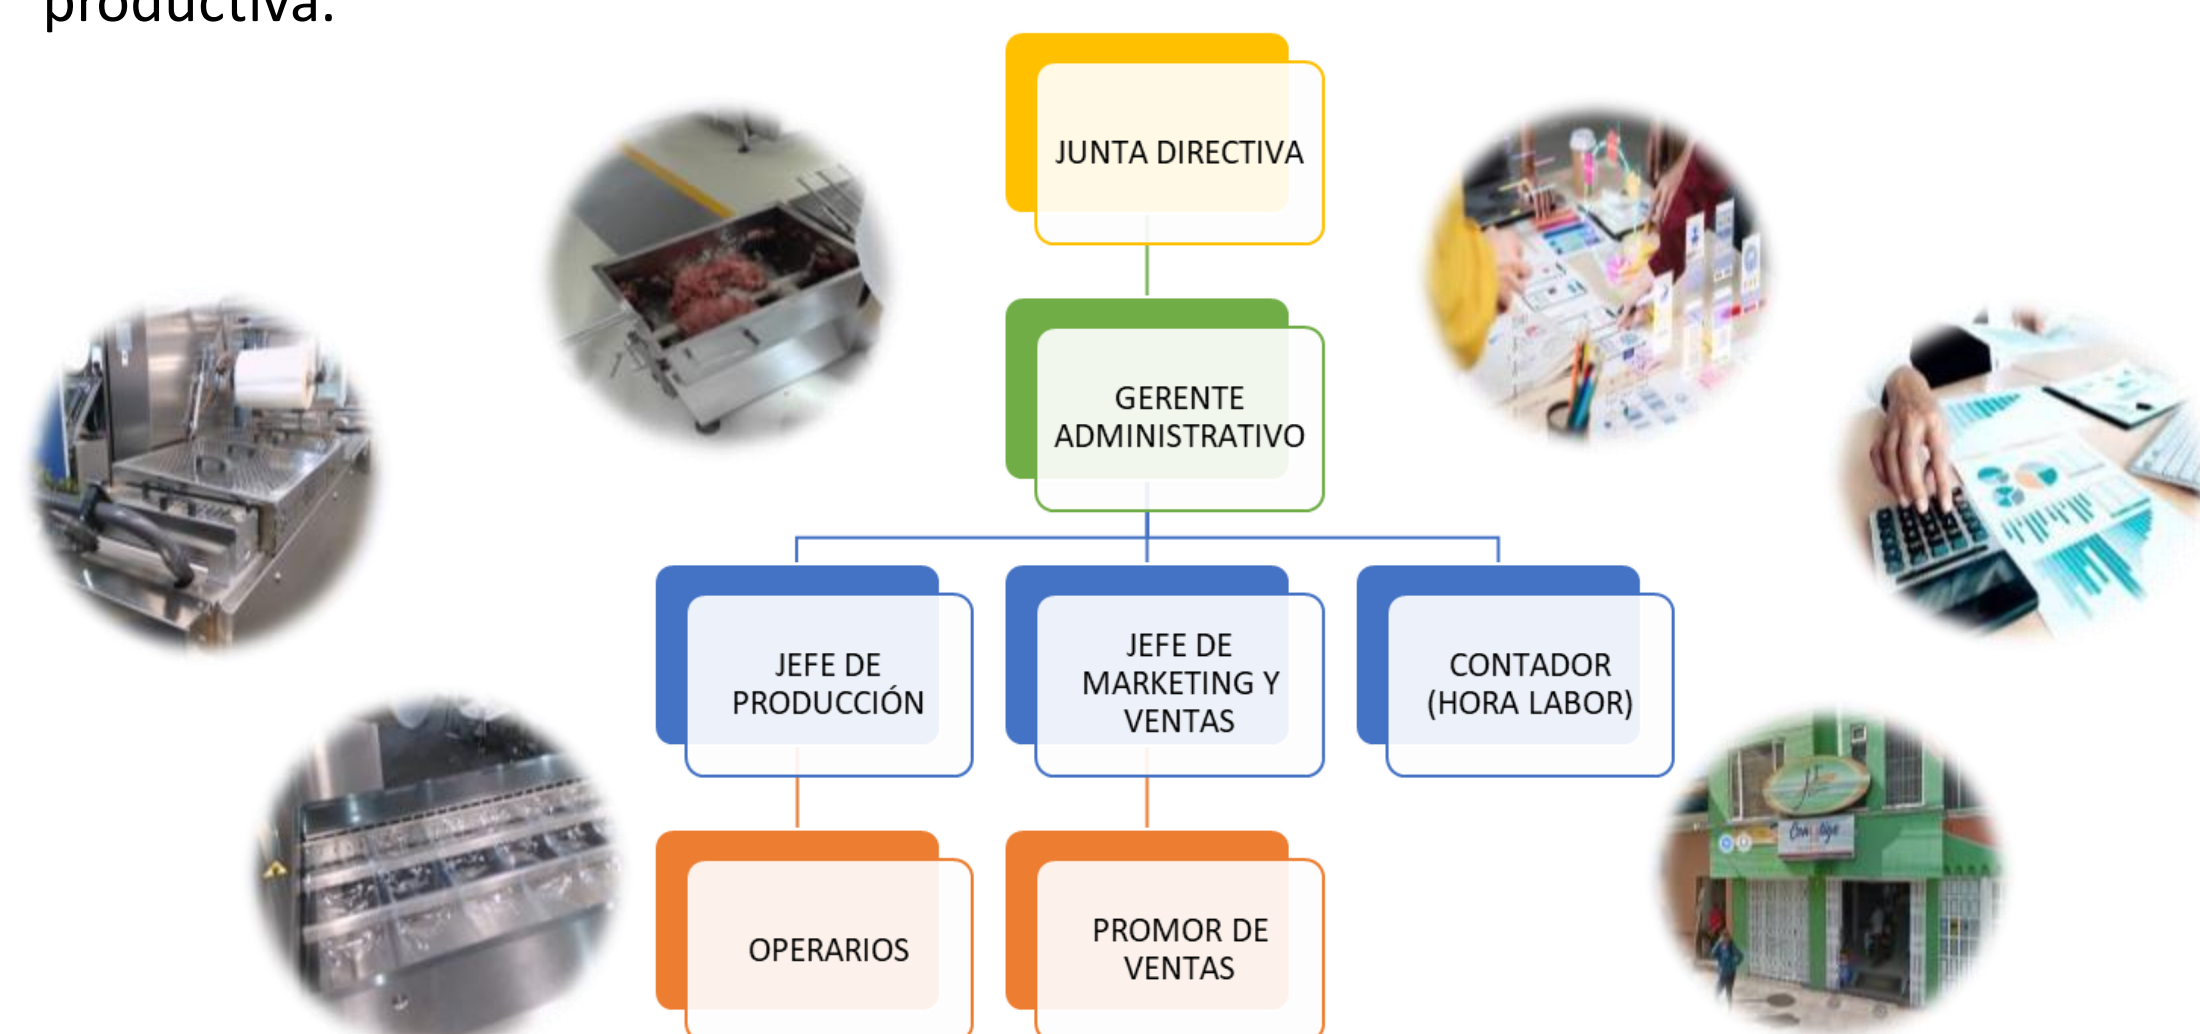 productiva.
JUNTA DIRECTIVA
GERENTE
ADMINISTRATIVO
JEFE DE
PRODUCCIÓN
JEFE DE
MARKETING Y
VENTAS
CONTADOR
(HORA LABOR)
OPERARIOS
PROMOR DE
VENTAS